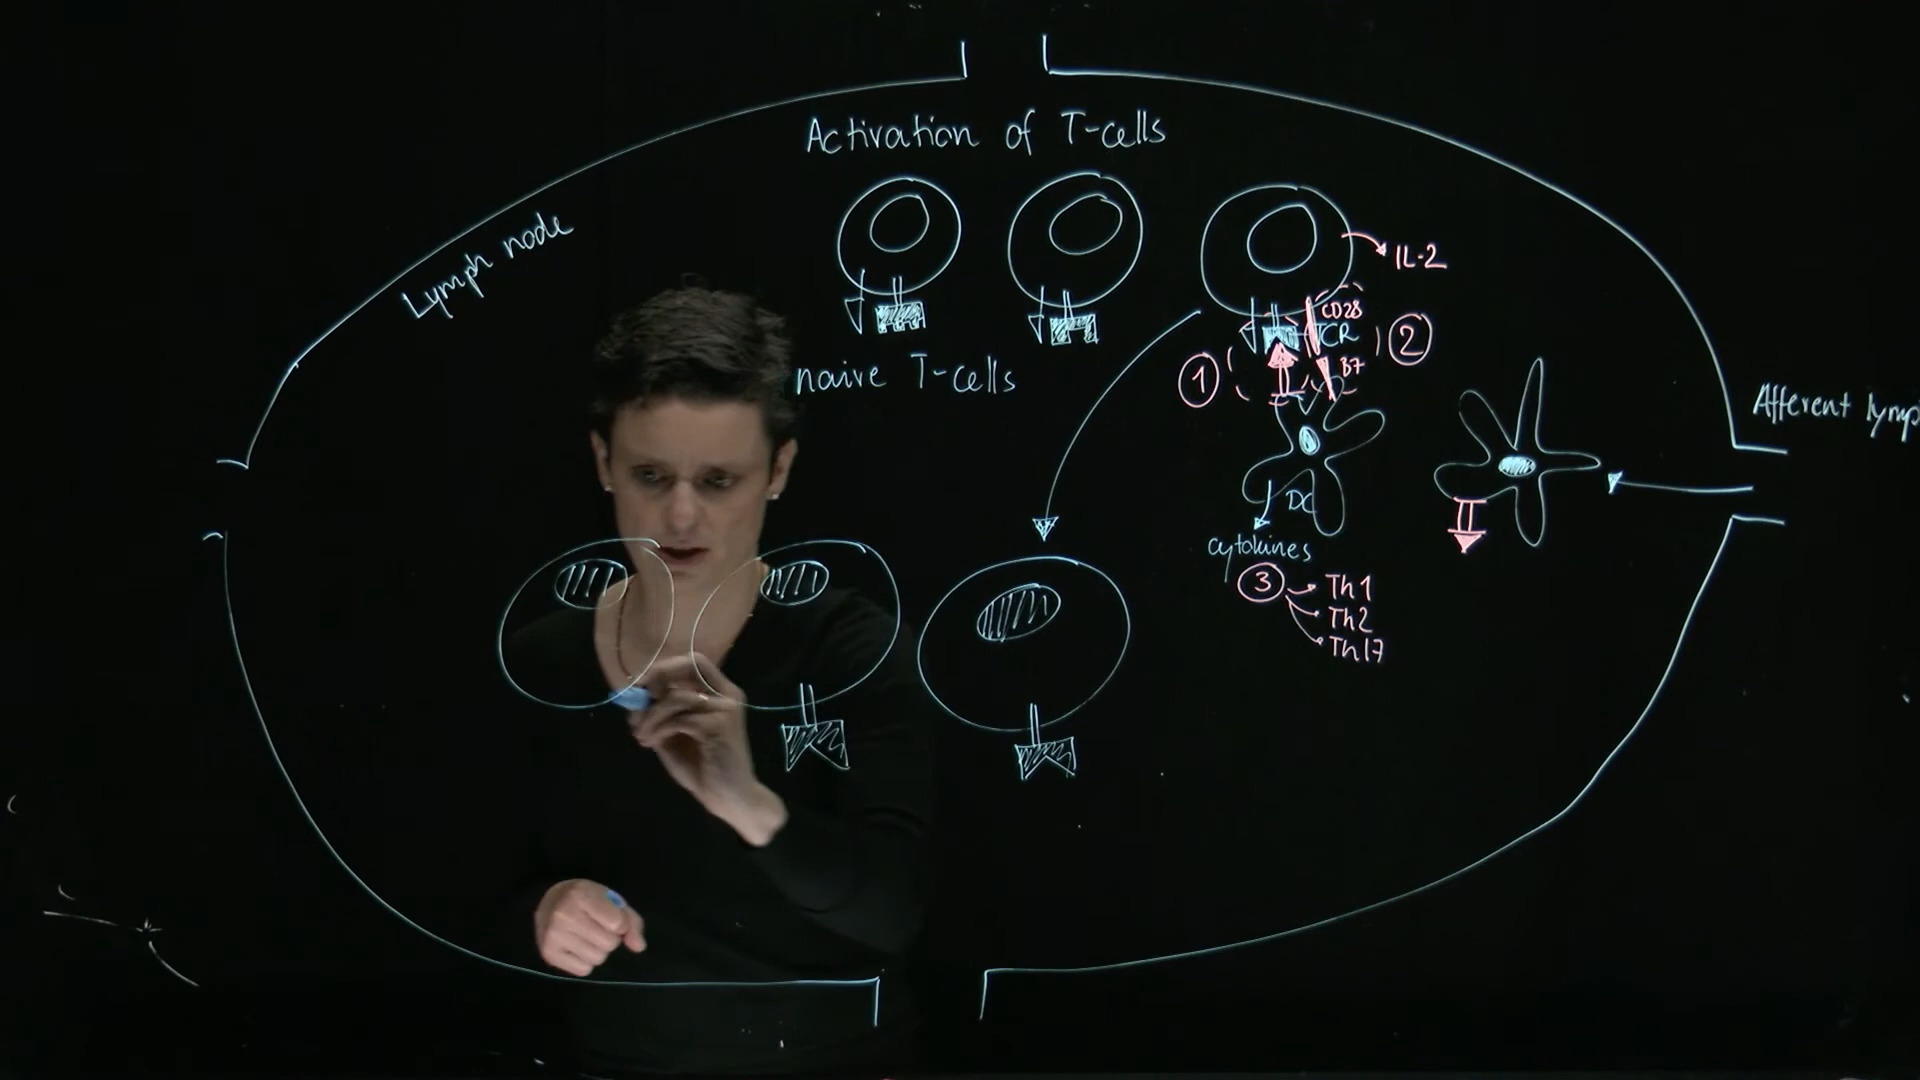 Activation of T-cells
Lymph node
IL-2
CD28
TCR
2
naive T-cells
1
B7
Afferent lymp
DC
cytokines
3
Th1
Th2
Th17